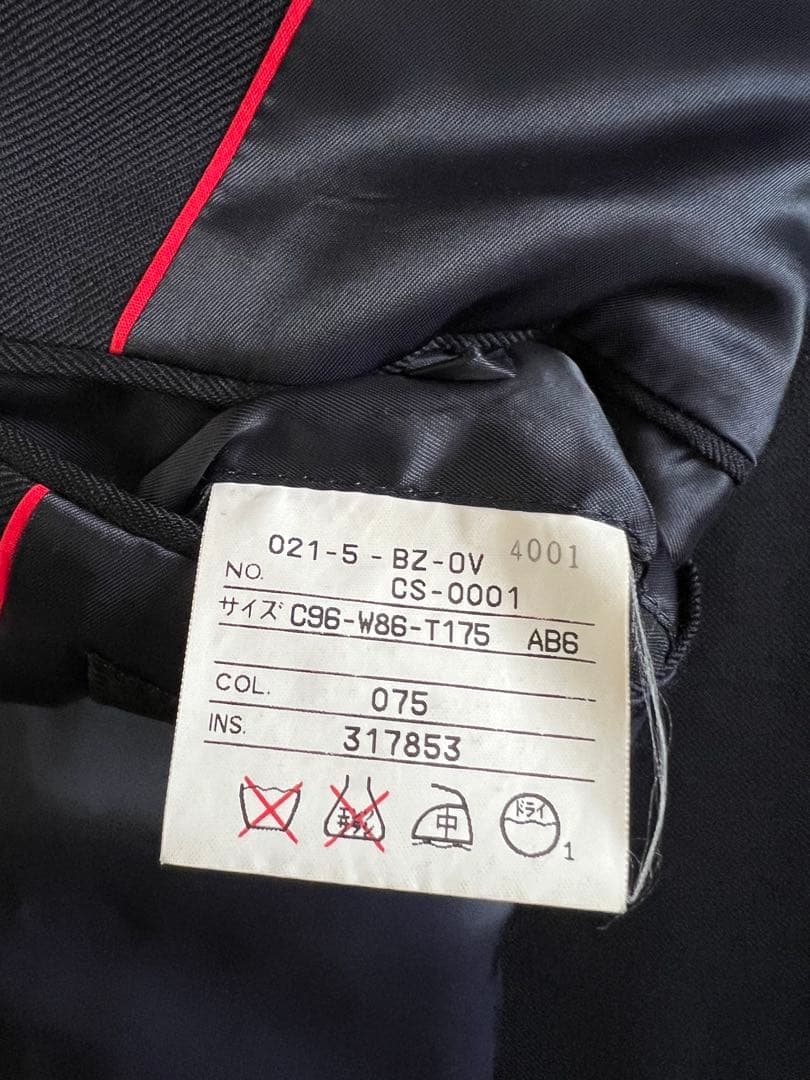 021-5-BZ-0V 4001
NO. CS-0001
サイズ C96-W86-T175 AB6
COL. 075
INS. 317853
中 ドライ 1